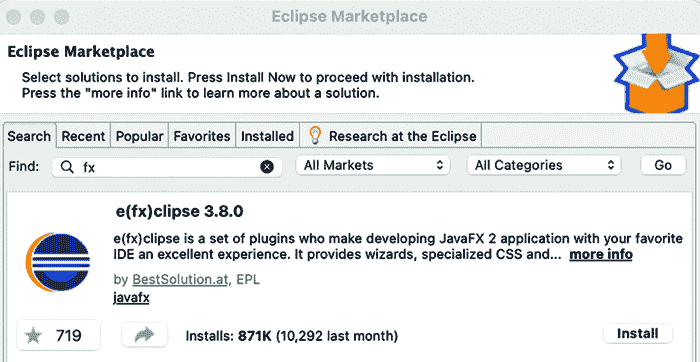 Eclipse Marketplace
Eclipse Marketplace
Select solutions to install. Press Install Now to proceed with installation.
Press the "more info" link to learn more about a solution.
Search Recent Popular Favorites Installed Research at the Eclipse
Find: fx All Markets All Categories Go
e(fx)clipse 3.8.0
e(fx)clipse is a set of plugins who make developing JavaFX 2 application with your favorite
IDE an excellent experience. It provides wizards, specialized CSS and... more info
by BestSolution.at, EPL
javafx
719 Installs: 871K (10,292 last month) Install